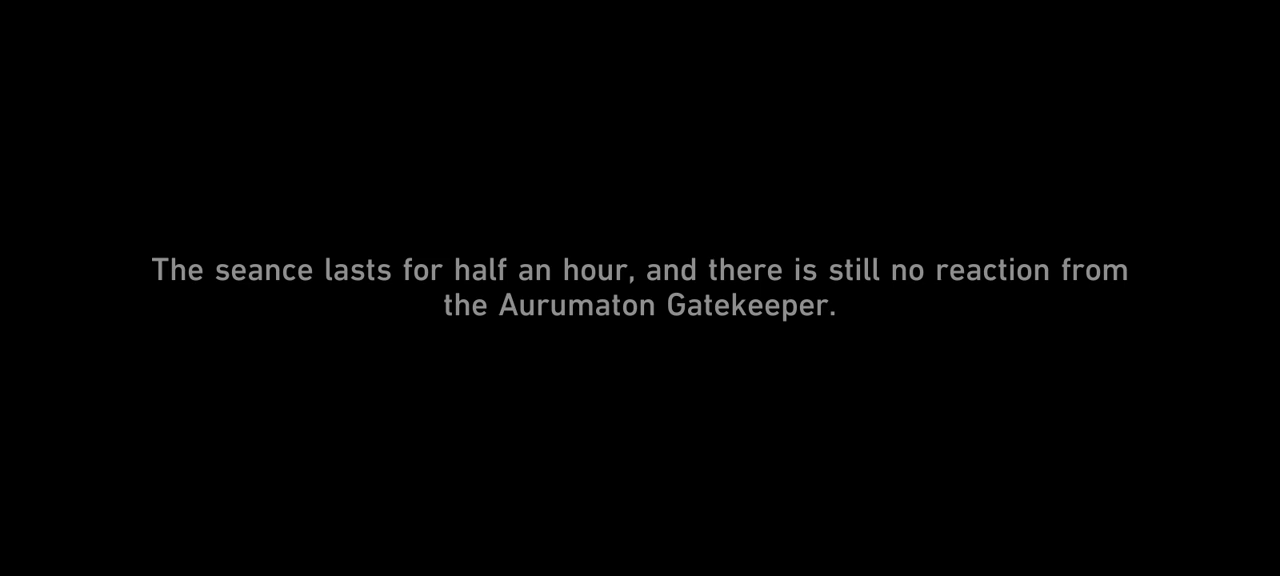 The seance lasts for half an hour, and there is still no reaction from
the Aurumaton Gatekeeper.